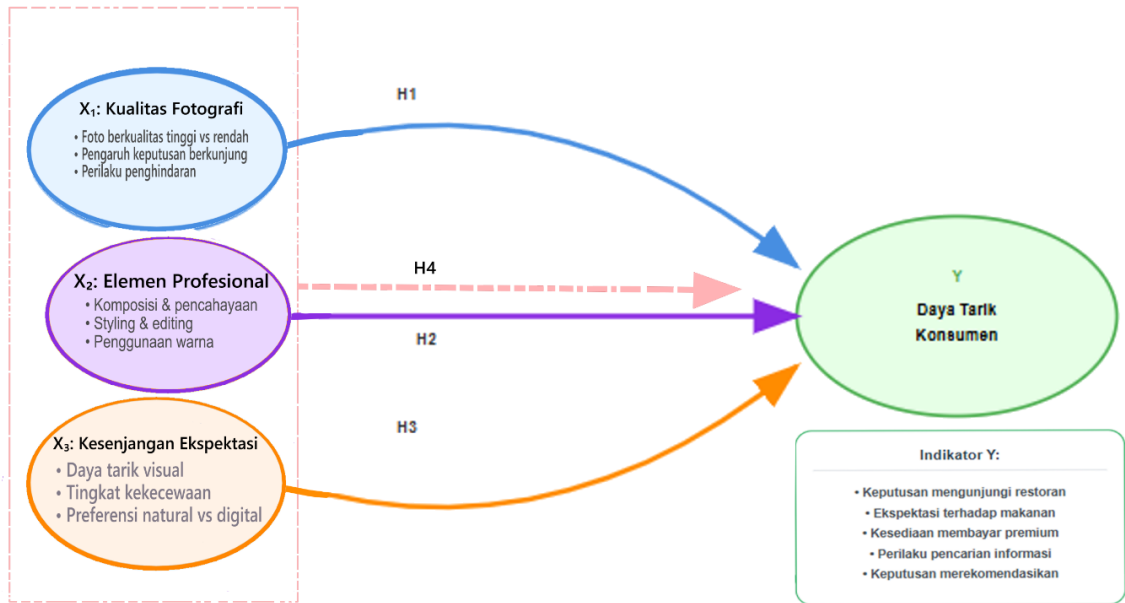 H1
X₁: Kualitas Fotografi
• Foto berkualitas tinggi vs rendah
• Pengaruh keputusan berkunjung
• Perilaku penghindaran
X₂: Elemen Profesional
• Komposisi & pencahayaan
• Styling & editing
• Penggunaan warna
H4
H2
Y
Daya Tarik
Konsumen
X₃: Kesenjangan Ekspektasi
• Daya tarik visual
• Tingkat kekecewaan
• Preferensi natural vs digital
H3
Indikator Y:
• Keputusan mengunjungi restoran
• Ekspektasi terhadap makanan
• Kesediaan membayar premium
• Perilaku pencarian informasi
• Keputusan merekomendasikan